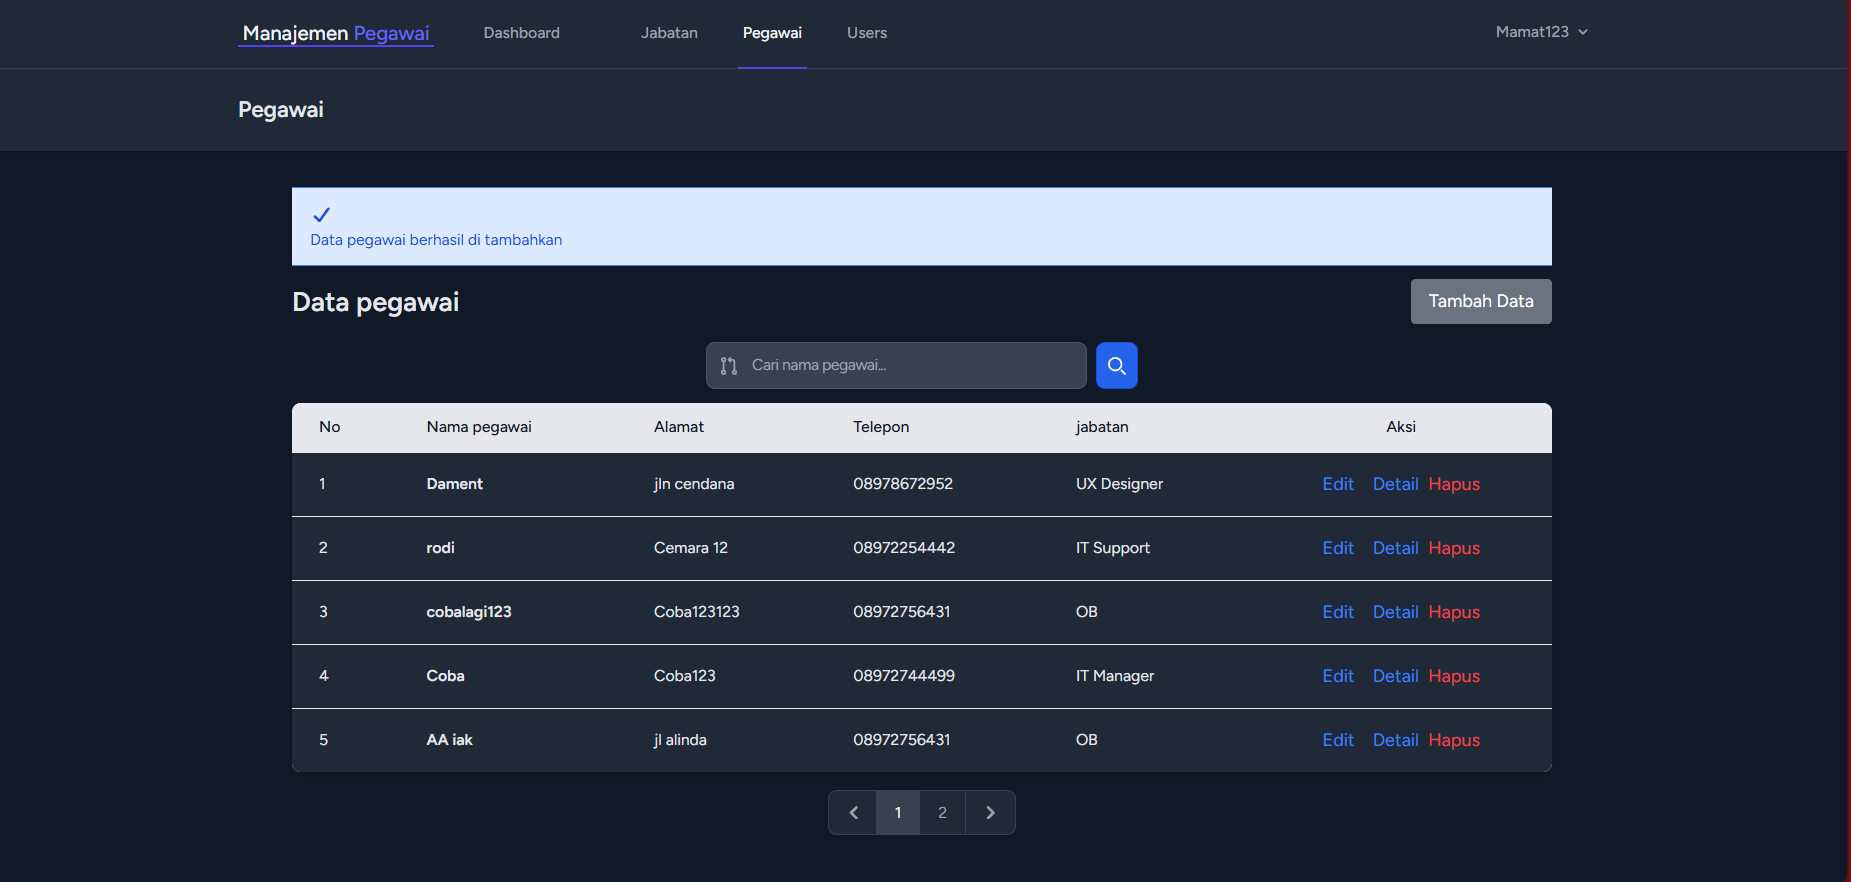 Manajemen Pegawai Dashboard Jabatan Pegawai Users Mamat123
Pegawai
Data pegawai berhasil di tambahkan
Data pegawai Tambah Data
Cari nama pegawai...
No Nama pegawai Alamat Telepon jabatan Aksi
1 Dament jln cendana 08978672952 UX Designer Edit Detail Hapus
2 rodi Cemara 12 08972254442 IT Support Edit Detail Hapus
3 cobalagi123 Coba123123 08972756431 OB Edit Detail Hapus
4 Coba Coba123 08972744499 IT Manager Edit Detail Hapus
5 AA iak jl alinda 08972756431 OB Edit Detail Hapus
1 2